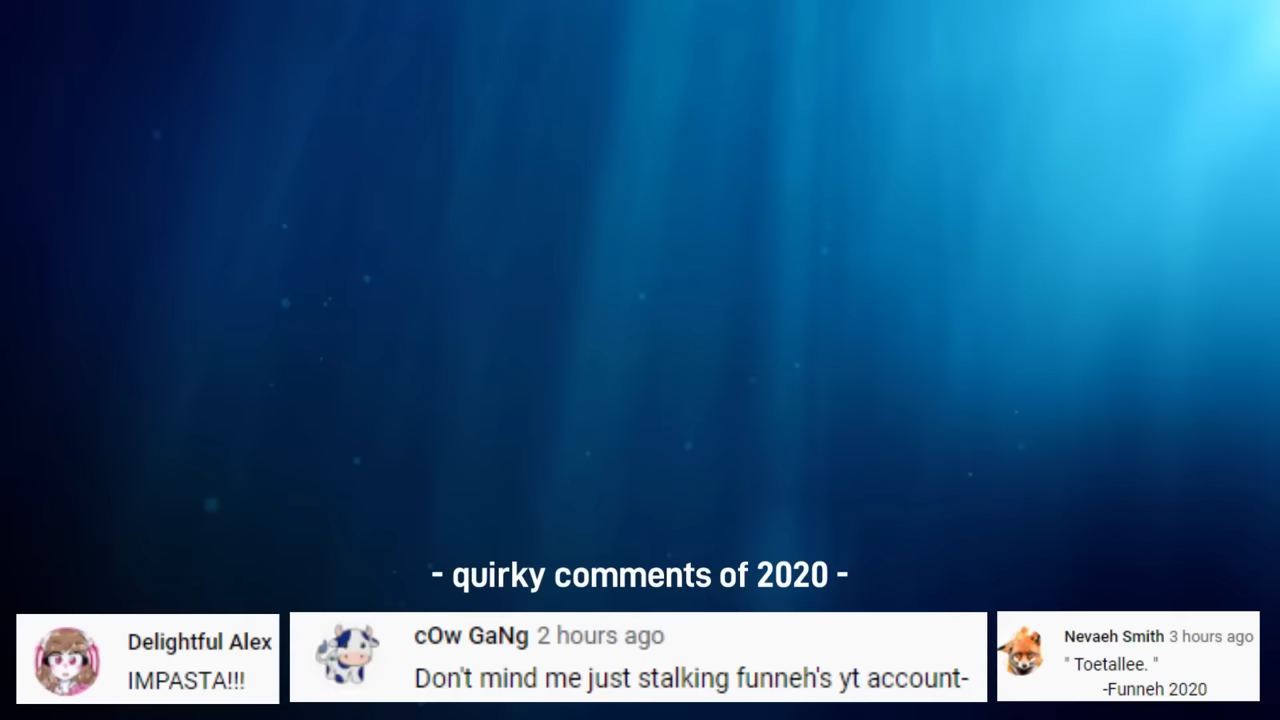 - quirky comments of 2020 -
Delightful Alex
IMPASTA!!!
cOw GaNg 2 hours ago
Don't mind me just stalking funneh's yt account-
Nevaeh Smith 3 hours ago
" Toetallee. "
-Funneh 2020